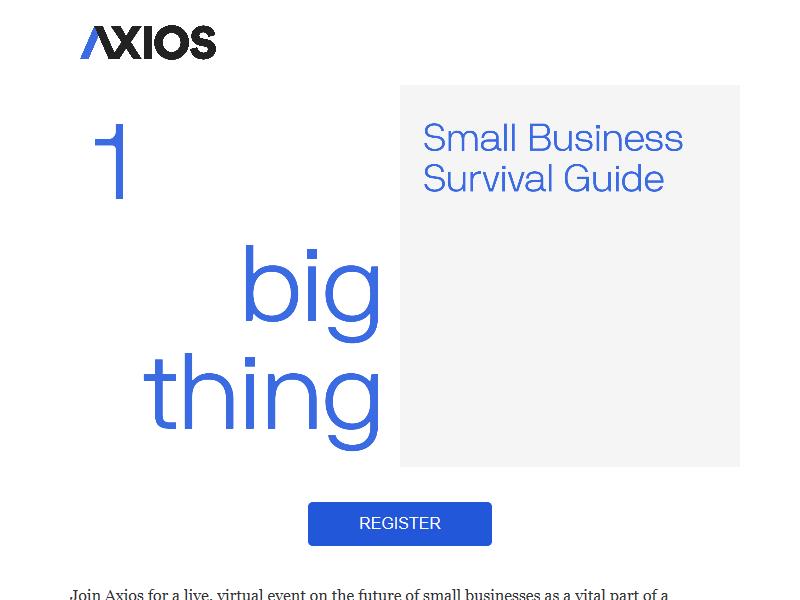 AXIOS
1
big
thing
Small Business
Survival Guide
REGISTER
Join Axios for a live, virtual event on the future of small businesses as a vital part of a